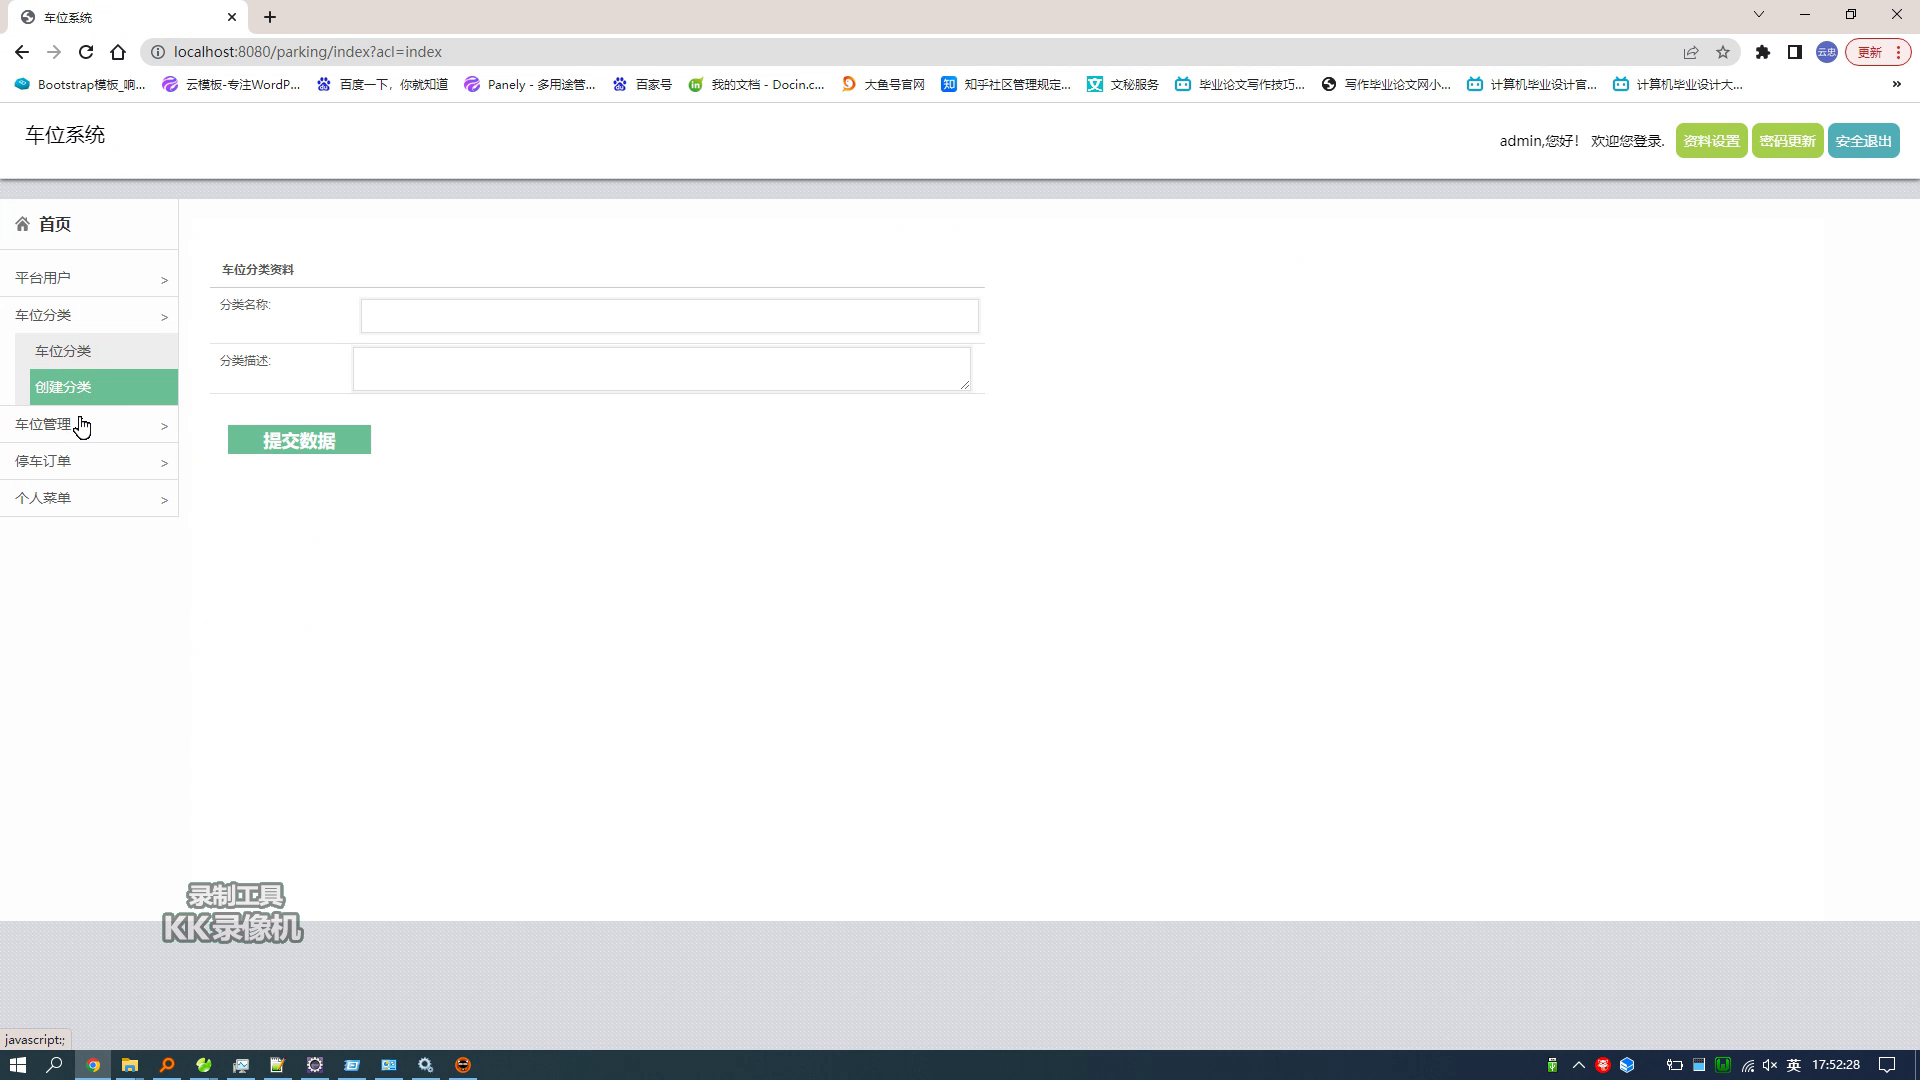 车位系统
localhost:8080/parking/index?acl=index
更新
Bootstrap模板_响...
云模板-专注WordP...
百度一下，你就知道
Panely - 多用途管...
百家号
我的文档 - Docin.c...
大鱼号官网
知乎社区管理规定...
文秘服务
毕业论文写作技巧...
写作毕业论文网小...
计算机毕业设计官...
计算机毕业设计大...
»
车位系统
admin,您好！ 欢迎您登录.
资料设置
密码更新
安全退出
首页
平台用户 >
车位分类 >
车位分类
创建分类
车位管理 >
停车订单 >
个人菜单 >
车位分类资料
分类名称:
分类描述:
提交数据
录制工具
KK录像机
javascript:;
英
17:52:28